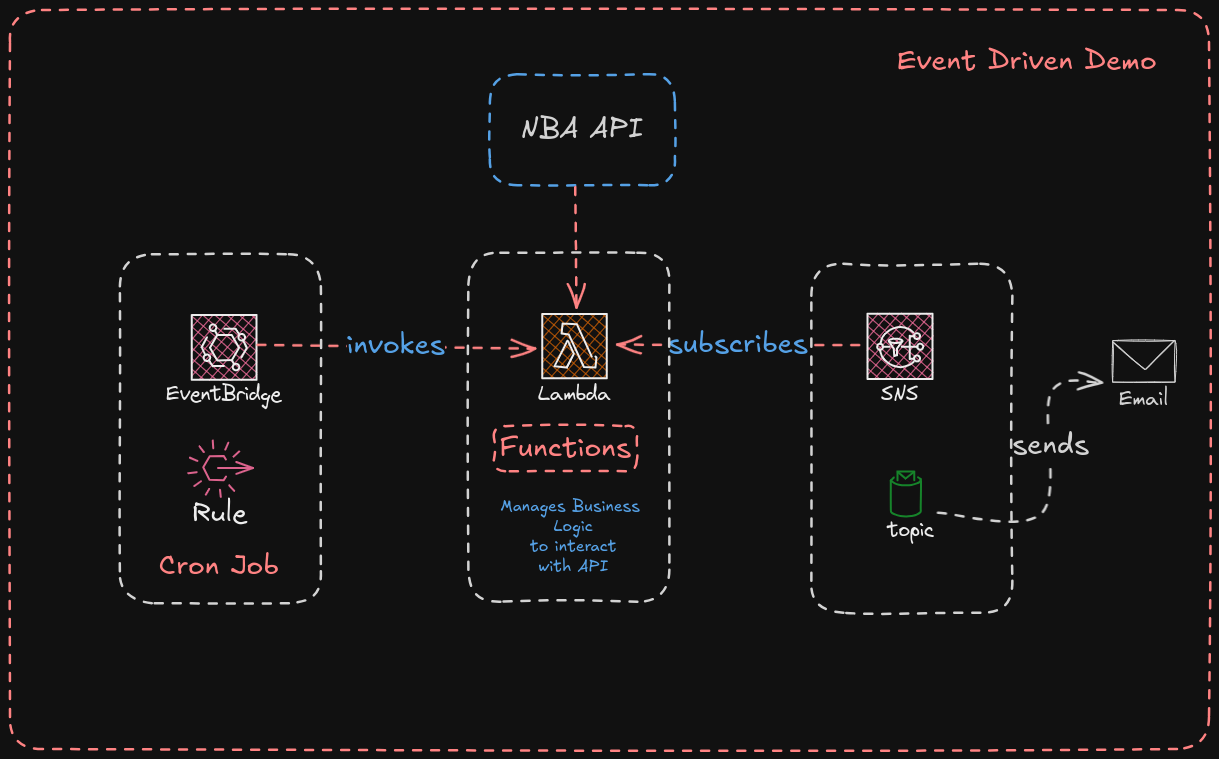 Event Driven Demo
NBA API
EventBridge
Rule
Cron Job
invokes
Lambda
Functions
Manages Business
Logic
to interact
with API
subscribes
SNS
topic
sends
Email